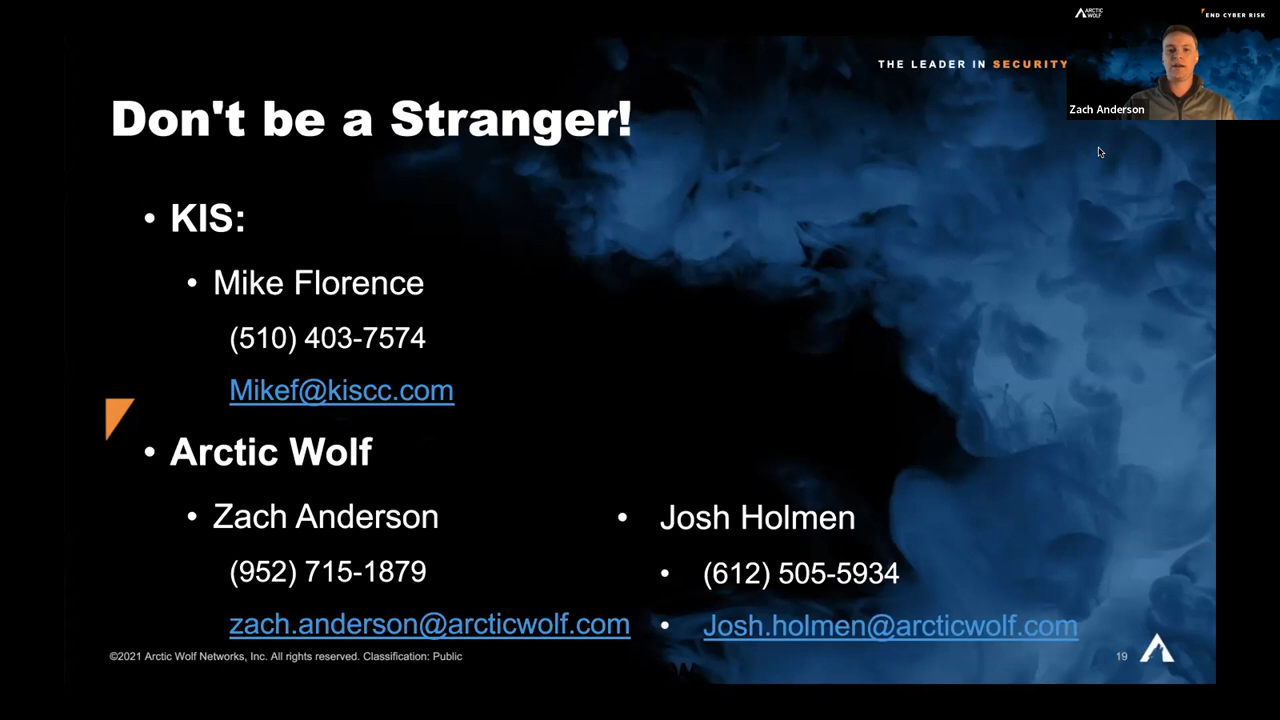 ARCTIC WOLF
END CYBER RISK
THE LEADER IN SECURITY
Zach Anderson
Don't be a Stranger!
• KIS:
• Mike Florence
(510) 403-7574
Mikef@kiscc.com
• Arctic Wolf
• Zach Anderson
(952) 715-1879
zach.anderson@arcticwolf.com
• Josh Holmen
• (612) 505-5934
• Josh.holmen@arcticwolf.com
©2021 Arctic Wolf Networks, Inc. All rights reserved. Classification: Public
19